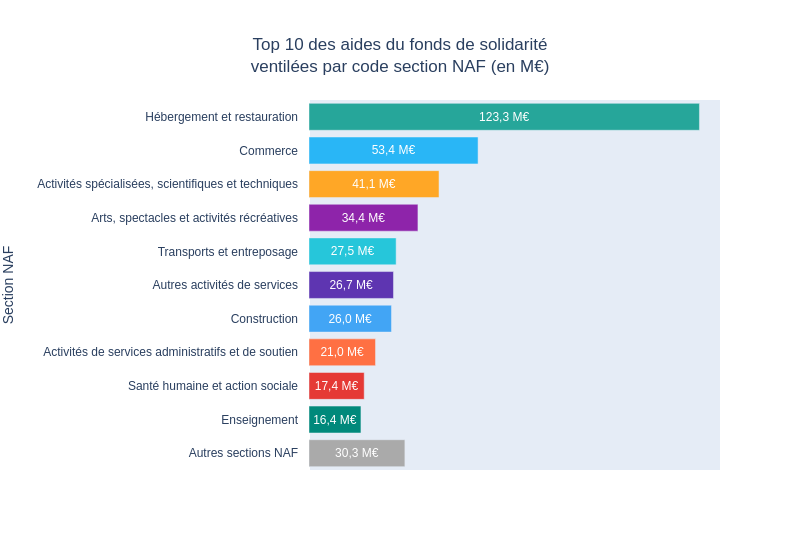 Top 10 des aides du fonds de solidarité
ventilées par code section NAF (en M€)
Hébergement et restauration 123,3 M€
Commerce 53,4 M€
Activités spécialisées, scientifiques et techniques 41,1 M€
Arts, spectacles et activités récréatives 34,4 M€
Transports et entreposage 27,5 M€
Autres activités de services 26,7 M€
Construction 26,0 M€
Activités de services administratifs et de soutien 21,0 M€
Santé humaine et action sociale 17,4 M€
Enseignement 16,4 M€
Autres sections NAF 30,3 M€
Section NAF